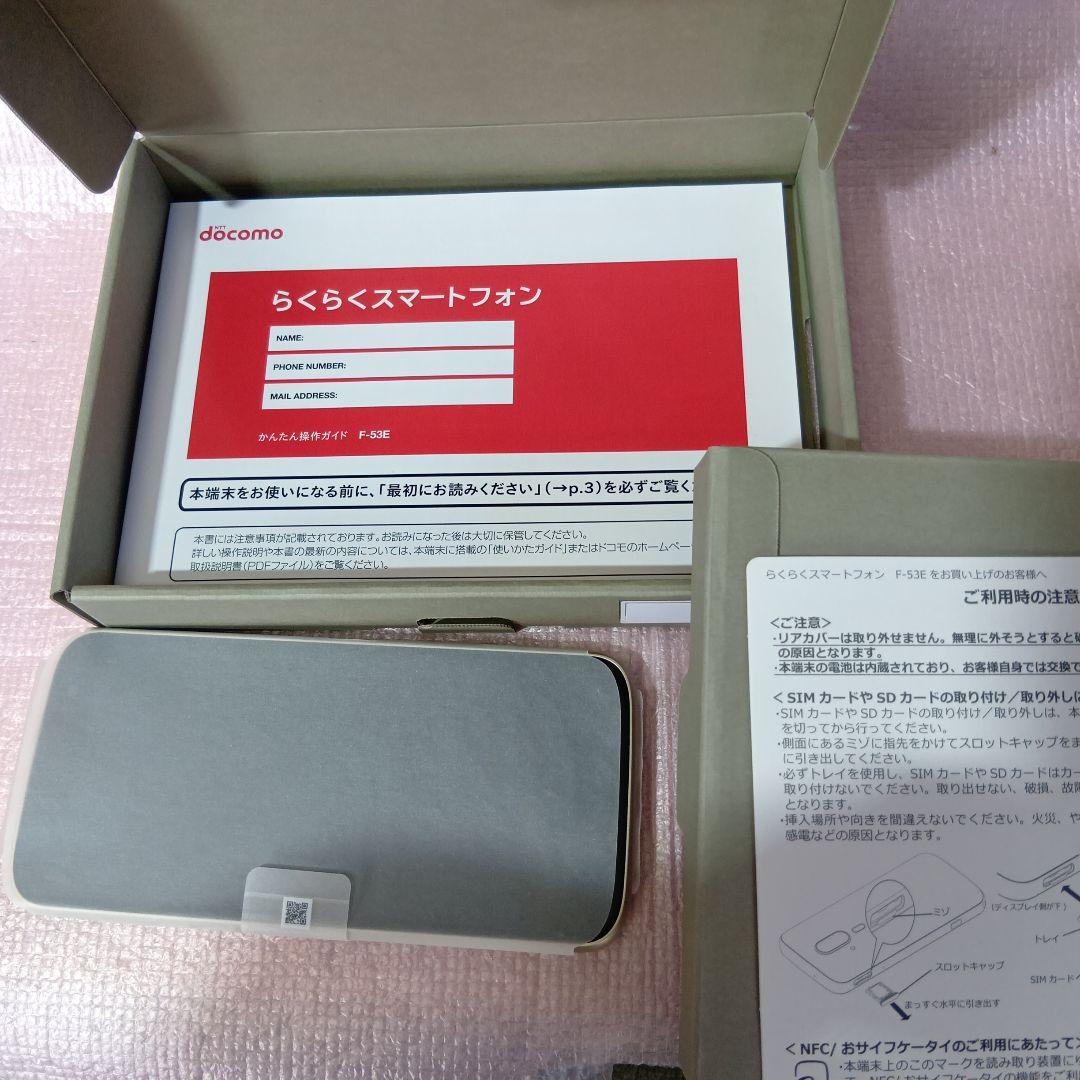 NTT
docomo
らくらくスマートフォン
NAME:
PHONE NUMBER:
MAIL ADDRESS:
かんたん操作ガイド F-53E
本端末をお使いになる前に、「最初にお読みください」(→p.3)を必ずご覧く
本書には注意事項が記載されております。お読みになった後は大切に保管してください。
詳しい操作説明や本書の最新の内容については、本端末に搭載の「使いかたガイド」またはドコモのホームペー
取扱説明書(PDFファイル)をご覧ください。
らくらくスマートフォン F-53E をお買い上げのお客様へ
ご利用時の注意
<ご注意>
・リアカバーは取り外せません。無理に外そうとすると破
の原因となります。
・本端末の電池は内蔵されており、お客様自身では交換で
<SIM カードや SD カードの取り付け/取り外しは
・SIM カードや SD カードの取り付け/取り外しは、本
を切ってから行ってください。
・側面にあるミゾに指先をかけてスロットキャップをま
に引き出してください。
・必ずトレイを使用し、SIM カードや SD カードはカー
取り付けないでください。取り出せない、破損、故障
となります。
・挿入場所や向きを間違えないでください。火災、や
感電などの原因となります。
ミゾ
(ディスプレイ側が下)
トレイ
スロットキャップ
SIM カード
まっすぐ水平に引き出す
<NFC/ おサイフケータイのご利用にあたって>
・本端末上のこのマークを読み取り装置に
NFC/おサイフケータイの機能をご利